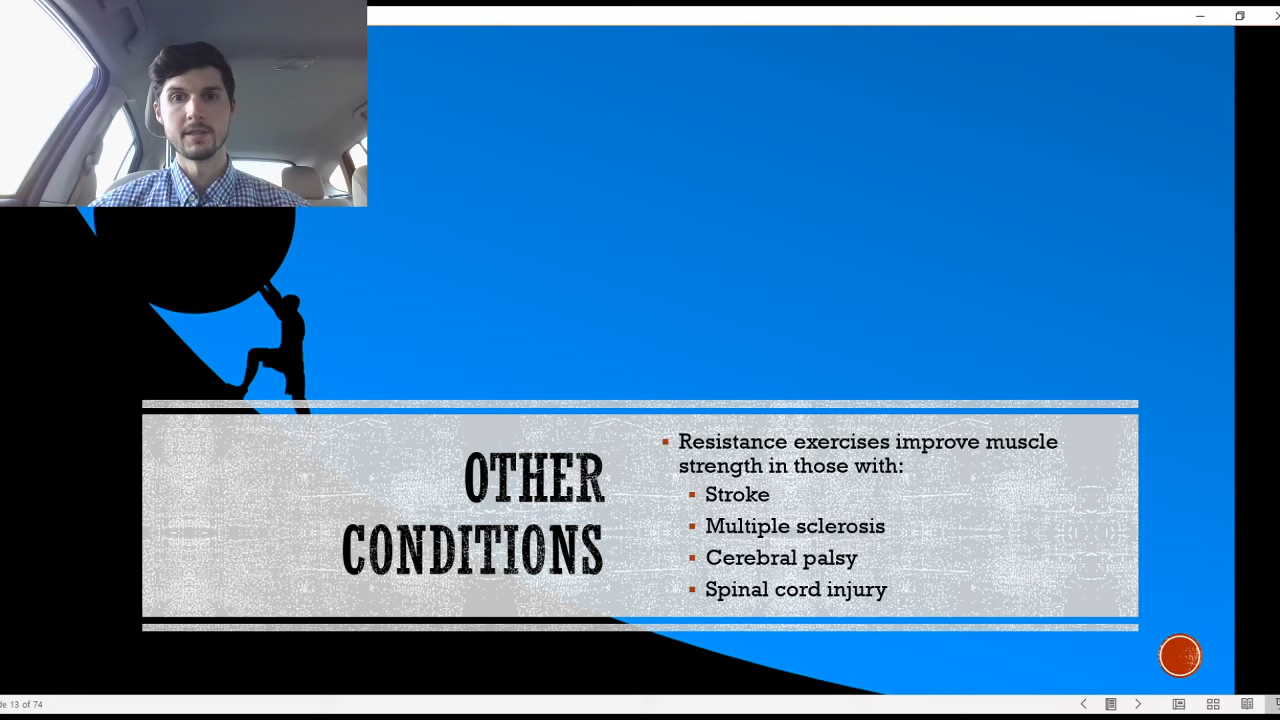 OTHER
CONDITIONS
▪ Resistance exercises improve muscle
strength in those with:
▪ Stroke
▪ Multiple sclerosis
▪ Cerebral palsy
▪ Spinal cord injury
de 13 of 74